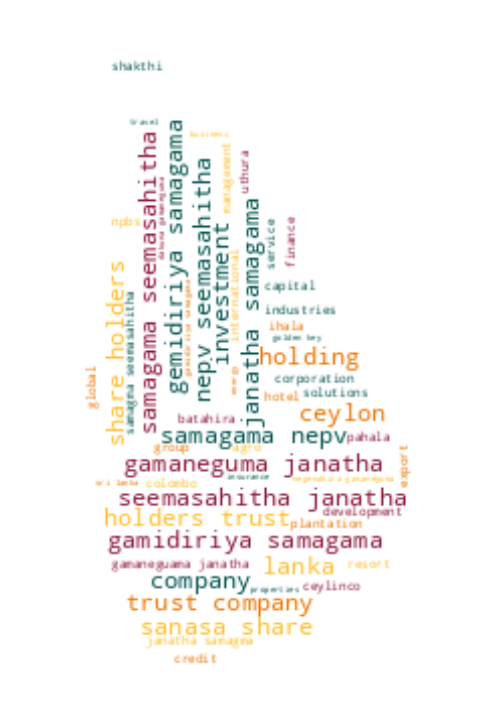 shakthi
travel
business
samagama seemasahitha
gemidiriya samagama
nepv seemasahitha
management
uthura
npbs
investment
janatha samagama
service
finance
share holders
samagma seemasahitha
international
capital
industries
ihala
golden key
holding
global
energy
corporation
hotel
solutions
batahira
ceylon
samagama nepv
pahala
group
agro
gamaneguma janatha
export
sri lanka
colombo
insurance
seemasahitha janatha
holders trust
development
plantation
gamidiriya samagama
gamaneguama janatha
lanka
resort
company
properties
ceylinco
trust company
sanasa share
janatha samagma
credit